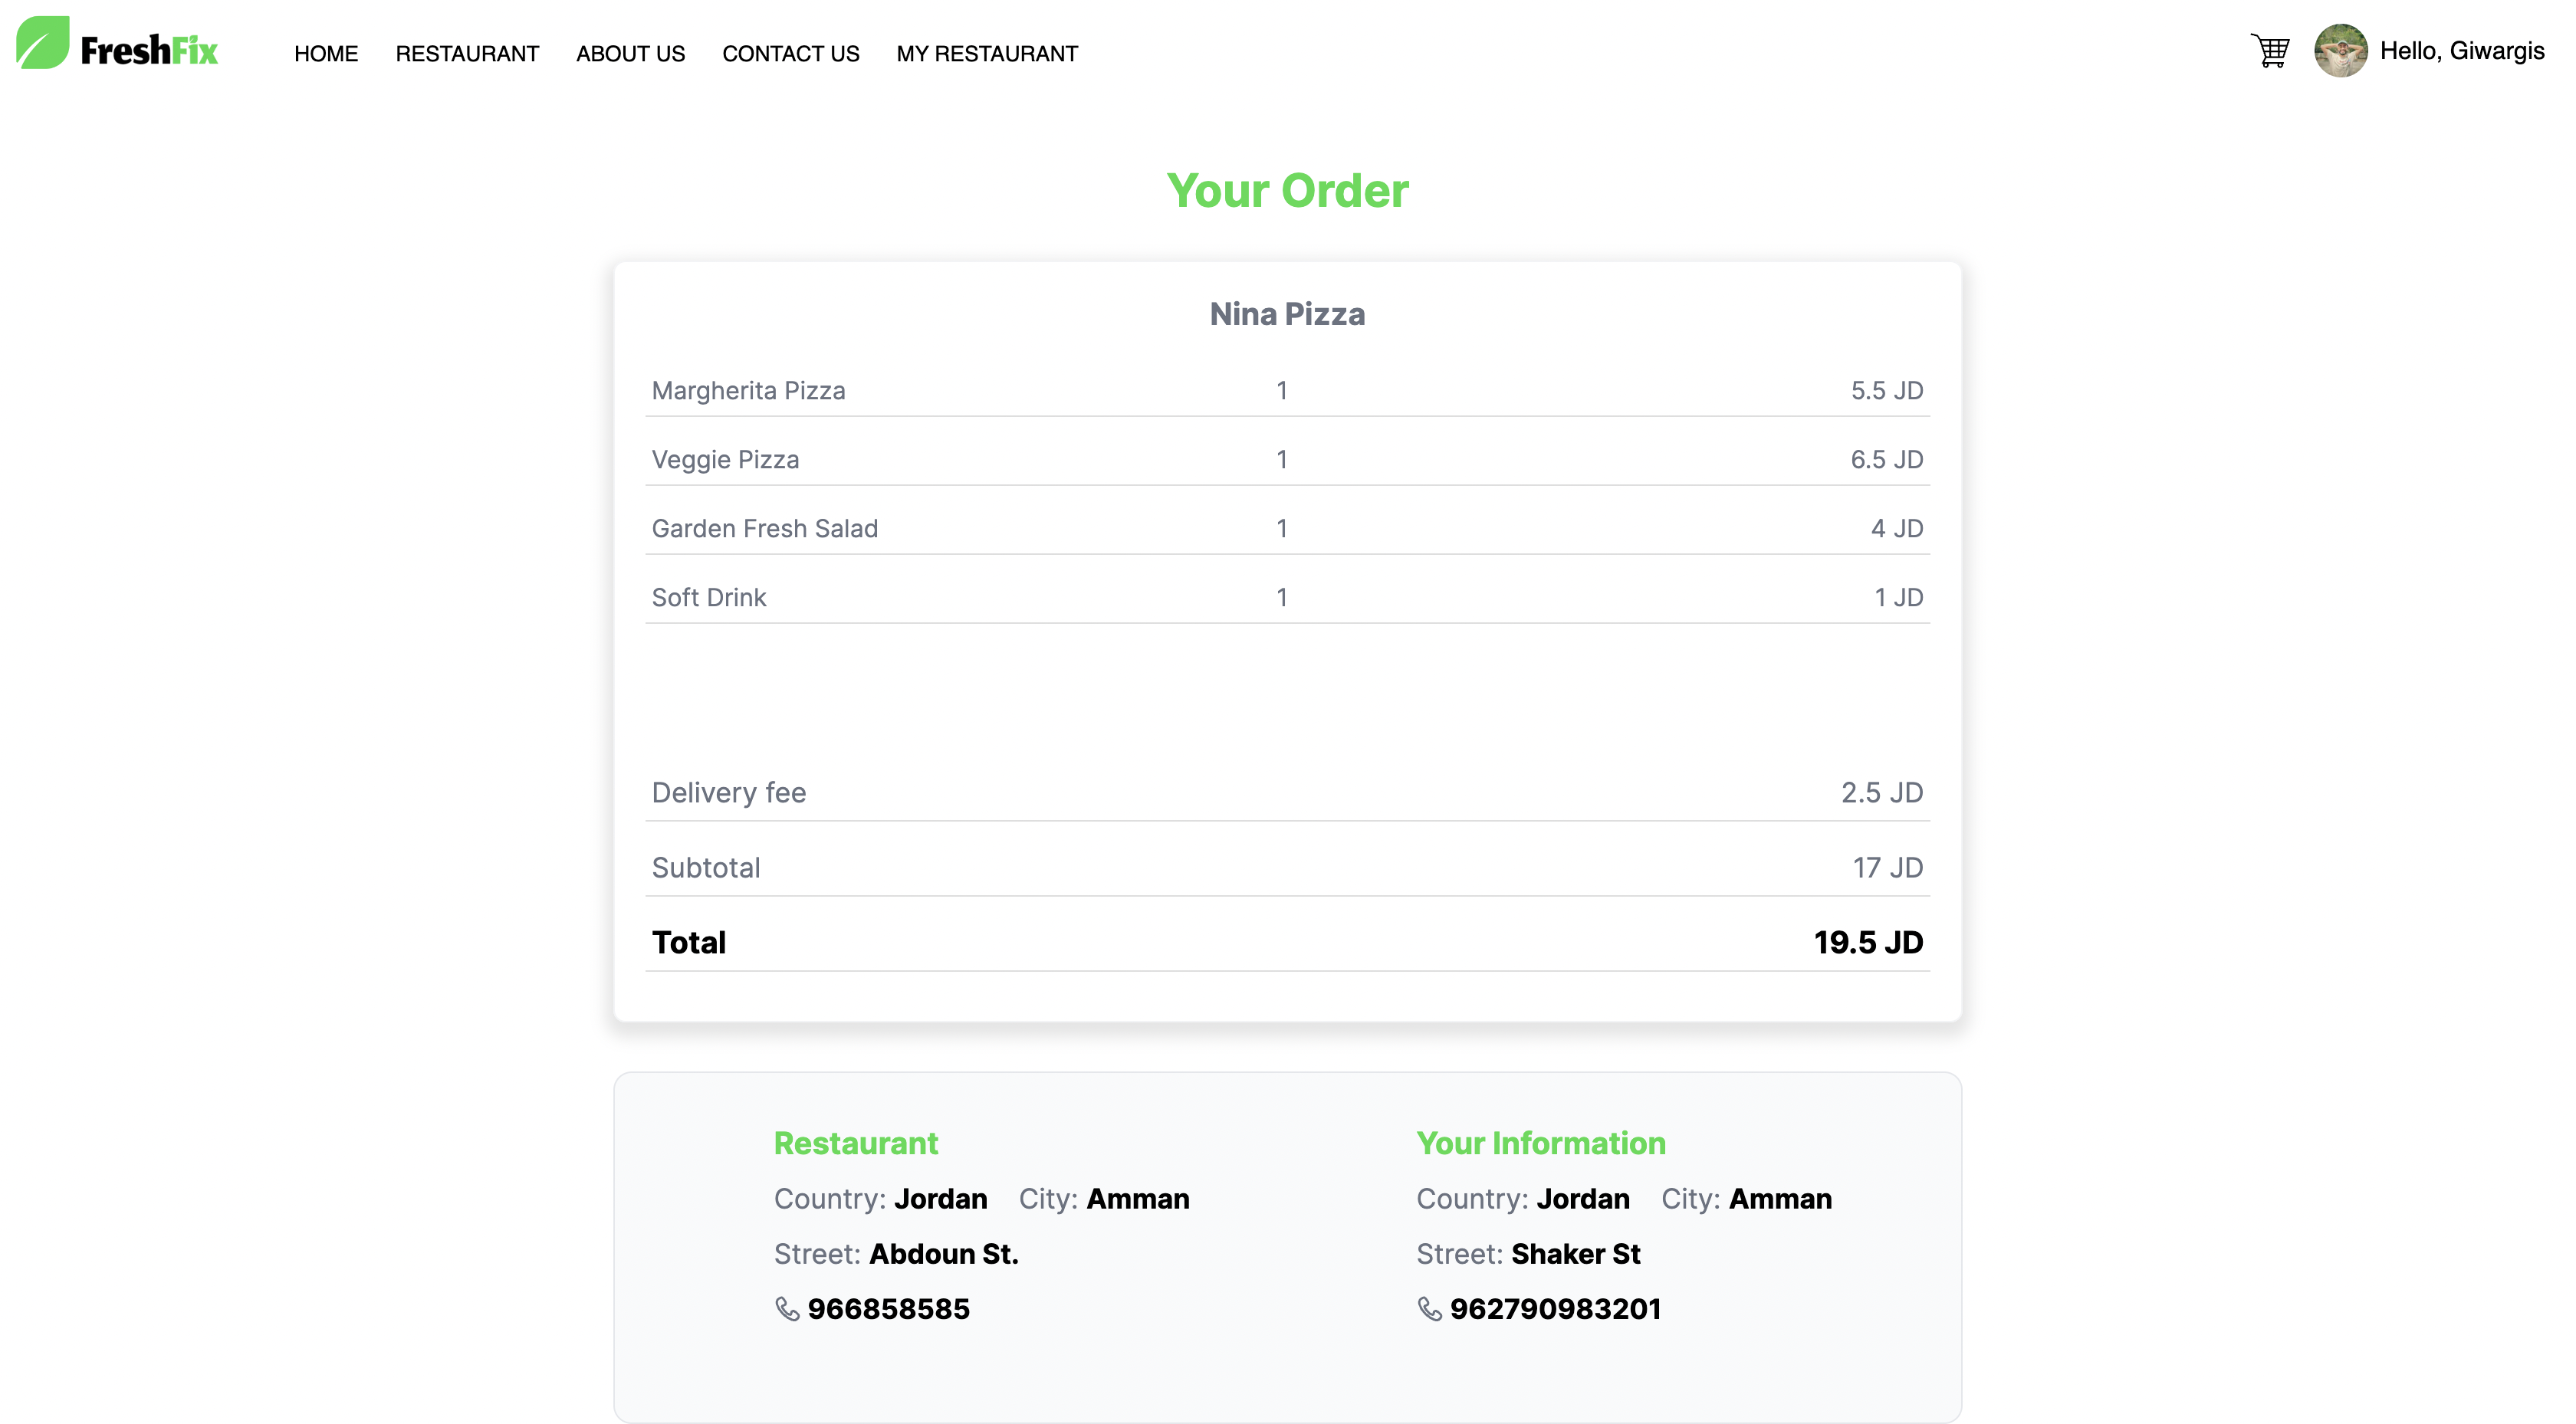 FreshFix HOME RESTAURANT ABOUT US CONTACT US MY RESTAURANT Hello, Giwargis
Your Order
Nina Pizza
Margherita Pizza 1 5.5 JD
Veggie Pizza 1 6.5 JD
Garden Fresh Salad 1 4 JD
Soft Drink 1 1 JD
Delivery fee 2.5 JD
Subtotal 17 JD
Total 19.5 JD
Restaurant
Country: Jordan City: Amman
Street: Abdoun St.
966858585
Your Information
Country: Jordan City: Amman
Street: Shaker St
962790983201